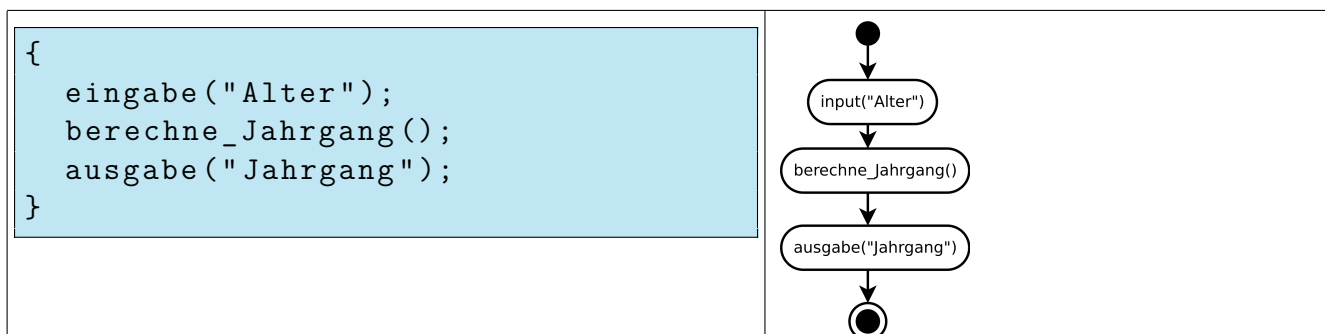 {
eingabe("Alter");
berechne_Jahrgang();
ausgabe("Jahrgang");
}
input("Alter")
berechne_Jahrgang()
ausgabe("Jahrgang")